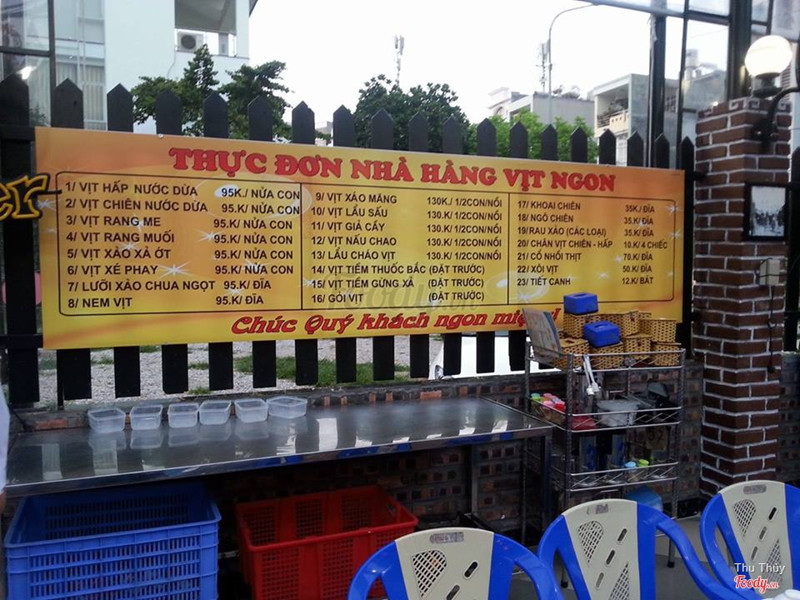 THỰC ĐƠN NHÀ HÀNG VỊT NGON
1/ VỊT HẤP NƯỚC DỪA 95K./ NỬA CON
2/ VỊT CHIÊN NƯỚC DỪA 95.K/ NỬA CON
3/ VỊT RANG ME 95.K/ NỬA CON
4/ VỊT RANG MUỐI 95.K/ NỬA CON
5/ VỊT XÁO XẢ ỚT 95.K/ NỬA CON
6/ VỊT XÉ PHAY 95.K/ NỬA CON
7/ LƯỠI XÀO CHUA NGỌT 95.K/ ĐĨA
8/ NEM VỊT 95.K/ ĐĨA
9/ VỊT XÁO MĂNG 130K./ 1/2CON/NỒI
10/ VỊT LẨU SẤU 130.K/ 1/2CON/NỒI
11/ VỊT GIẢ CẦY 130.K/ 1/2CON/NỒI
12/ VỊT NẤU CHAO 130.K/ 1/2CON/NỒI
13/ LẨU CHÁO VỊT 130.K/ 1/2CON/NỒI
14/ VỊT TIỀM THUỐC BẮC (ĐẶT TRƯỚC)
15/ VỊT TIỀM GỪNG XẢ (ĐẶT TRƯỚC)
16/ GỎI VỊT (ĐẶT TRƯỚC)
17/ KHOAI CHIÊN 35K/ ĐĨA
18/ NGÔ CHIÊN 35.K/ ĐĨA
19/ RAU XÁO (CÁC LOẠI) 35.K/ ĐĨA
20/ CHÂN VỊT CHIÊN - HẤP 10.K/ 4 CHIẾC
21/ CỔ NHỒI THỊT 70.K/ ĐĨA
22/ XÔI VỊT 50.K/ ĐĨA
23/ TIẾT CANH 12.K/ BÁT
Chúc Quý khách ngon
er
Thu Thủy
Foody.vn